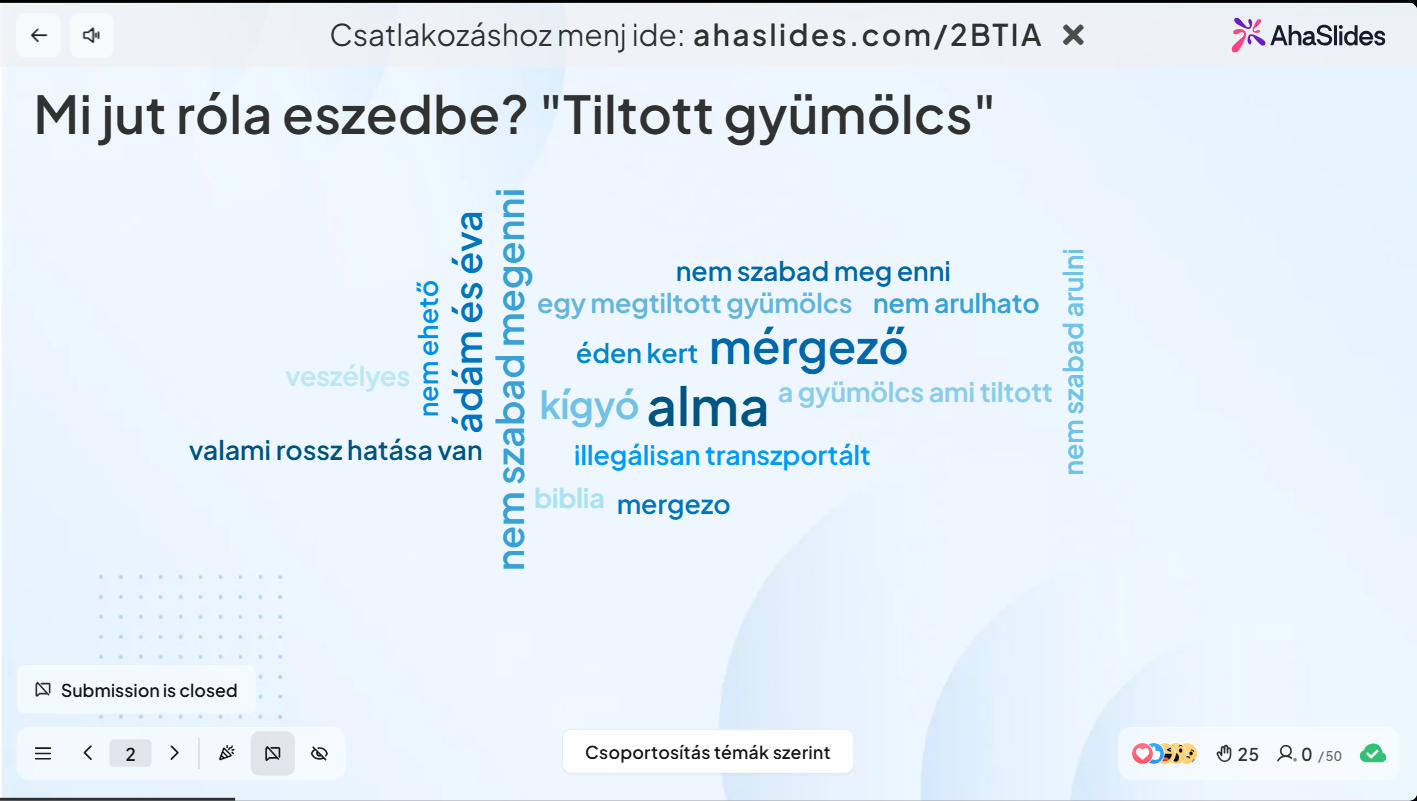 Csatlakozáshoz menj ide: ahaslides.com/2BTIA
AhaSlides
Mi jut róla eszedbe? "Tiltott gyümölcs"
nem szabad megenni
ádám és éva
nem szabad arulni
nem szabad meg enni
nem ehető
egy megtiltott gyümölcs
nem arulhato
mérgező
éden kert
veszélyes
a gyümölcs ami tiltott
kígyó
alma
valami rossz hatása van
illegálisan transzportált
biblia
mergezo
Submission is closed
2
Csoportosítás témák szerint
25
0 /50